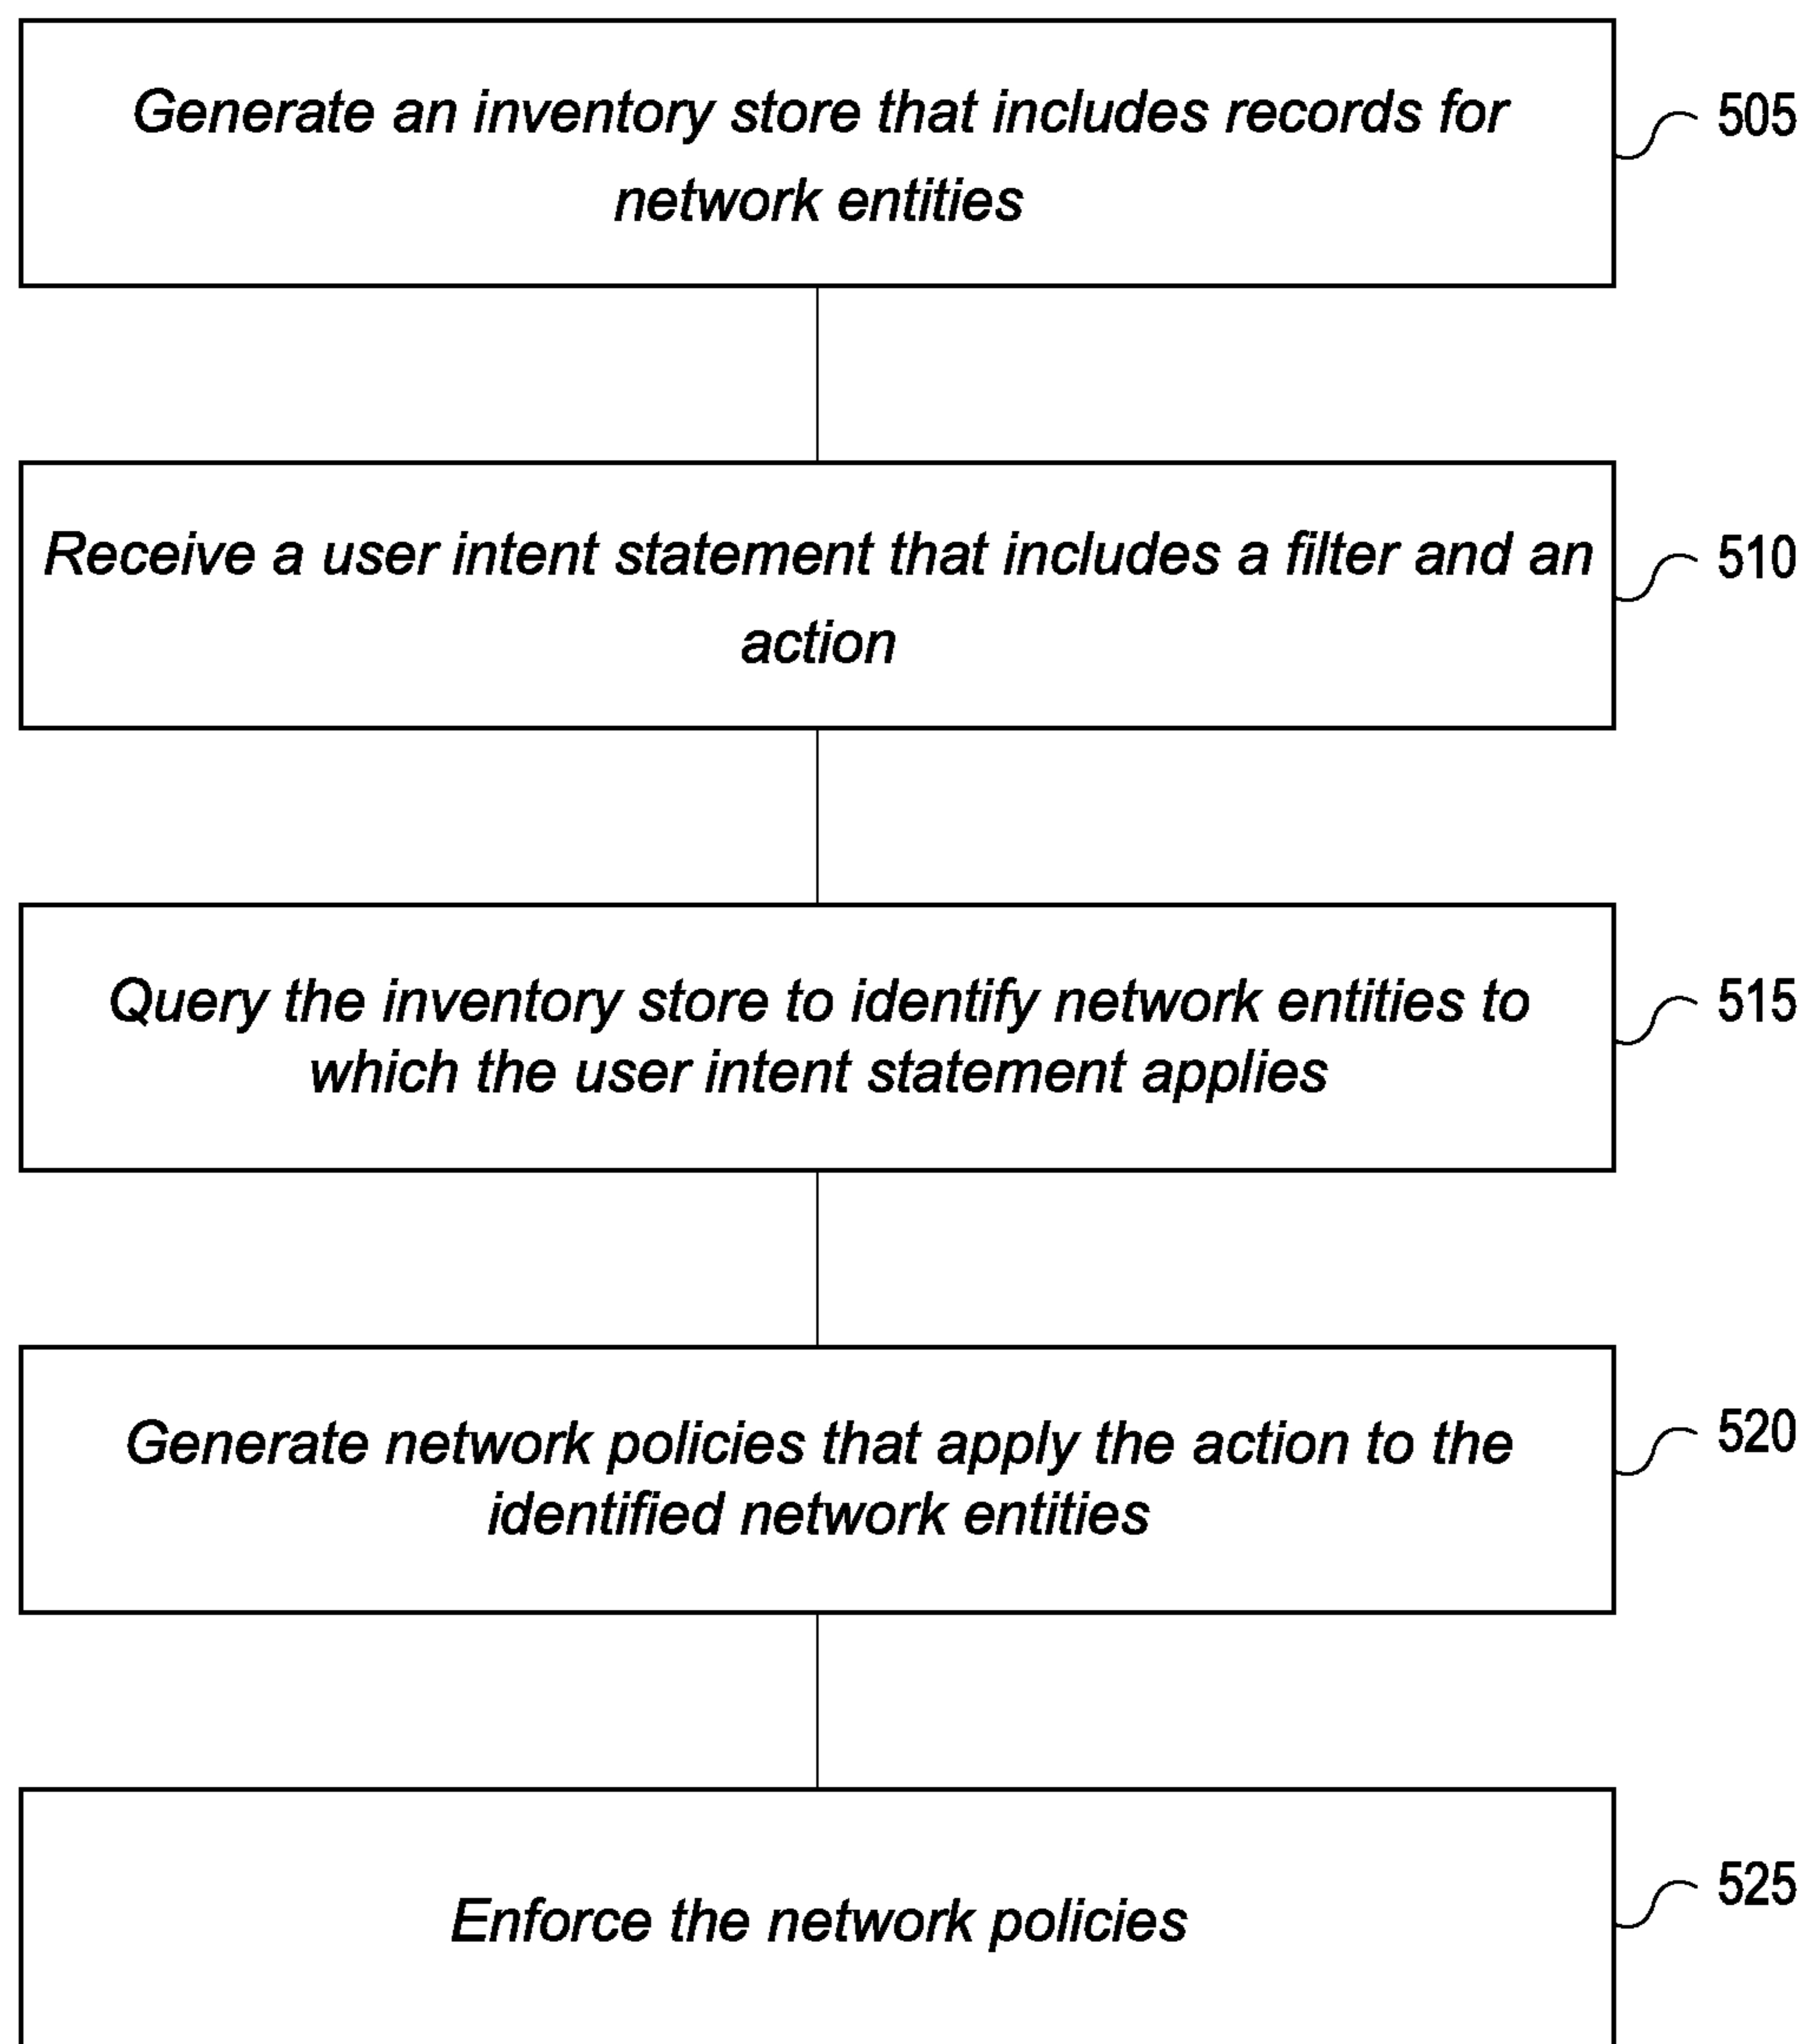 Generate an inventory store that includes records for
network entities
505
Receive a user intent statement that includes a filter and an
action
510
Query the inventory store to identify network entities to
which the user intent statement applies
515
Generate network policies that apply the action to the
identified network entities
520
Enforce the network policies
525